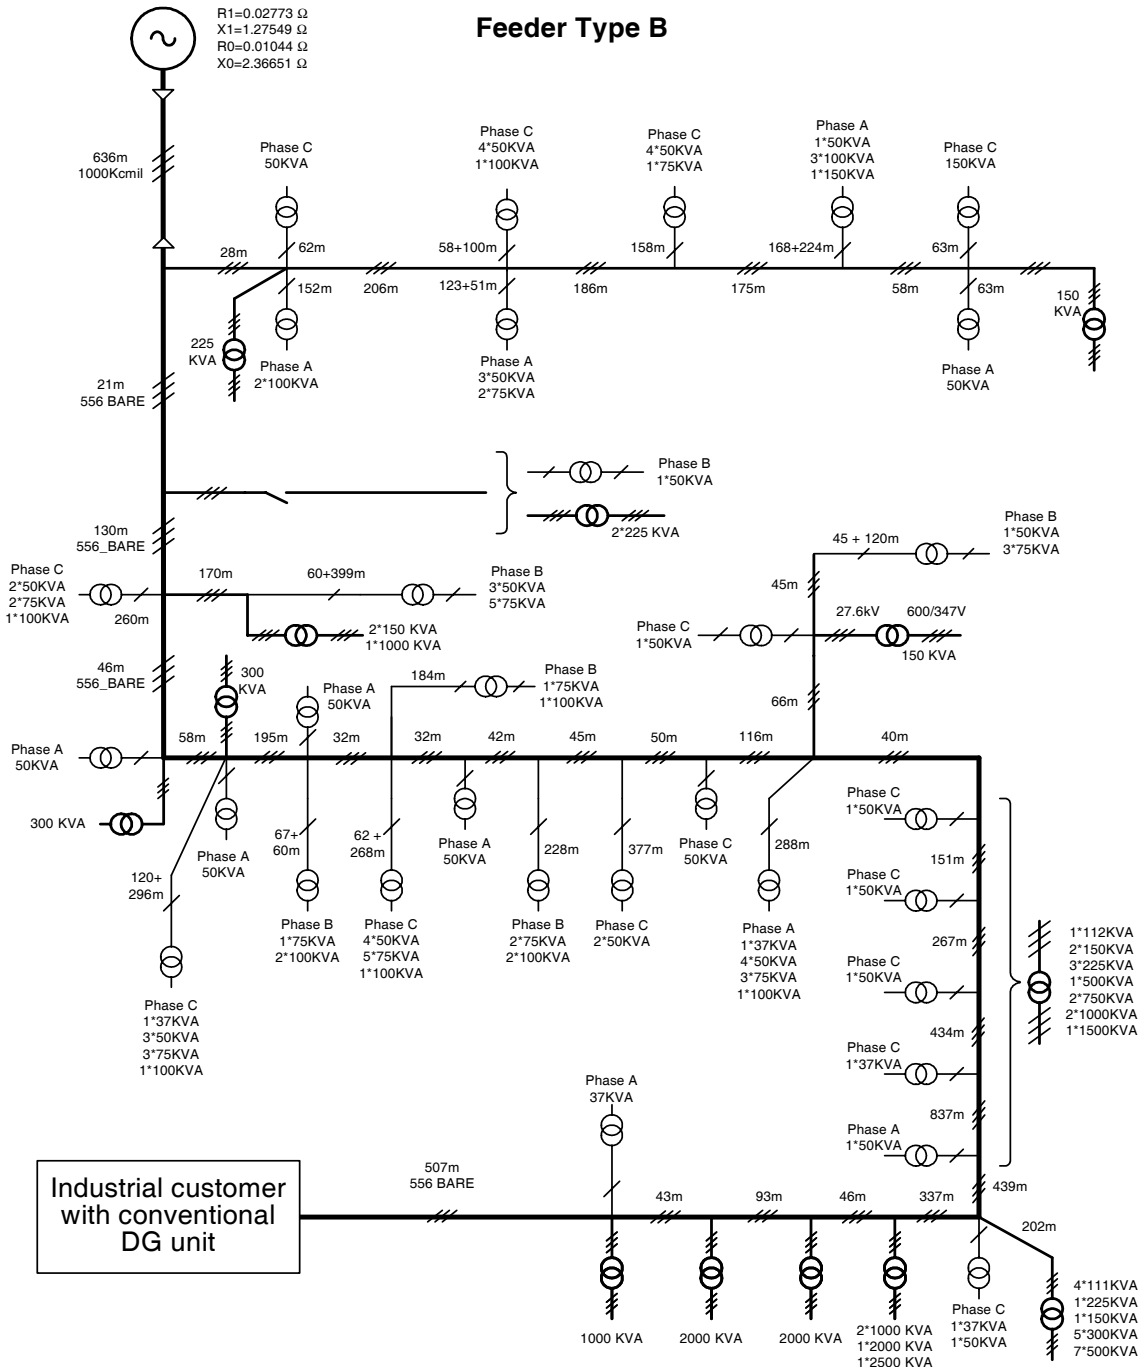 R1=0.02773 Ω
X1=1.27549 Ω
R0=0.01044 Ω
X0=2.36651 Ω
Feeder Type B
636m
1000Kcmil
Phase C
50KVA
Phase C
4*50KVA
1*100KVA
Phase C
4*50KVA
1*75KVA
Phase A
1*50KVA
3*100KVA
1*150KVA
Phase C
150KVA
28m
62m
58+100m
158m
168+224m
63m
152m
206m
123+51m
186m
175m
58m
63m
150
KVA
225
KVA
Phase A
2*100KVA
Phase A
3*50KVA
2*75KVA
Phase A
50KVA
21m
556 BARE
Phase B
1*50KVA
2*225 KVA
130m
556_BARE
Phase B
1*50KVA
3*75KVA
45 + 120m
45m
Phase C
2*50KVA
2*75KVA
1*100KVA
260m
170m
60+399m
Phase B
3*50KVA
5*75KVA
2*150 KVA
1*1000 KVA
Phase C
1*50KVA
27.6kV
600/347V
150 KVA
46m
556_BARE
300
KVA
Phase A
50KVA
184m
Phase B
1*75KVA
1*100KVA
66m
Phase A
50KVA
58m
195m
32m
32m
42m
45m
50m
116m
40m
300 KVA
Phase A
50KVA
120+
296m
67+
60m
62 +
268m
Phase A
50KVA
228m
377m
Phase C
50KVA
288m
Phase B
1*75KVA
2*100KVA
Phase C
4*50KVA
5*75KVA
1*100KVA
Phase B
2*75KVA
2*100KVA
Phase C
2*50KVA
Phase A
1*37KVA
4*50KVA
3*75KVA
1*100KVA
Phase C
1*37KVA
3*50KVA
3*75KVA
1*100KVA
Phase C
1*50KVA
151m
Phase C
1*50KVA
267m
Phase C
1*50KVA
434m
Phase C
1*37KVA
837m
Phase A
1*50KVA
439m
1*112KVA
2*150KVA
3*225KVA
1*500KVA
2*750KVA
2*1000KVA
1*1500KVA
Phase A
37KVA
Industrial customer
with conventional
DG unit
507m
556 BARE
43m
93m
46m
337m
202m
1000 KVA
2000 KVA
2000 KVA
2*1000 KVA
1*2000 KVA
1*2500 KVA
Phase C
1*37KVA
1*50KVA
4*111KVA
1*225KVA
1*150KVA
5*300KVA
7*500KVA